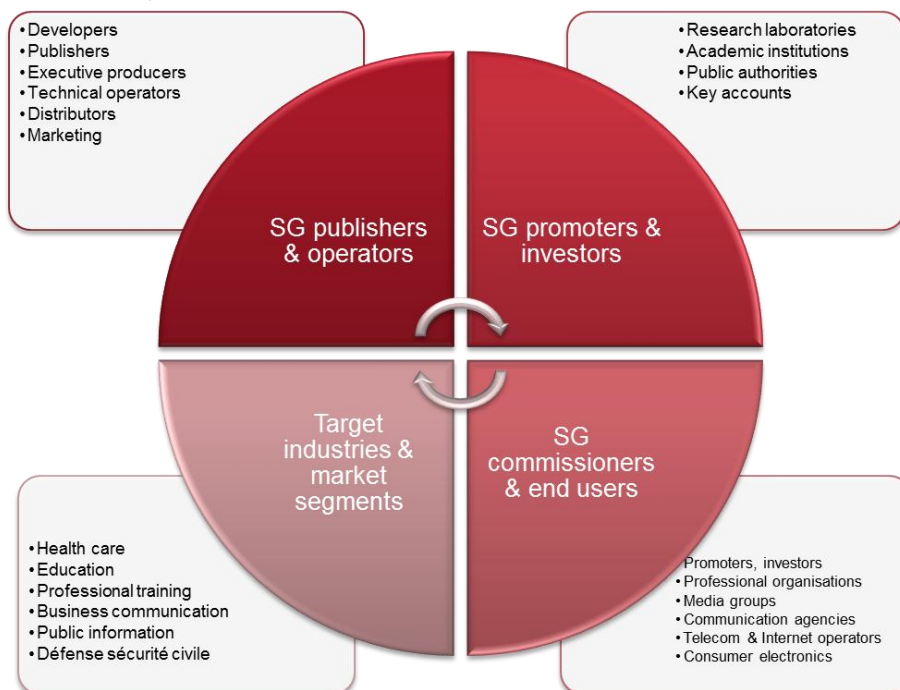 •Developers
•Publishers
•Executive producers
•Technical operators
•Distributors
•Marketing
•Research laboratories
•Academic institutions
•Public authorities
•Key accounts
SG publishers
& operators
SG promoters &
investors
Target
industries &
market
segments
SG
commissioners
& end users
•Health care
•Education
•Professional training
•Business communication
•Public information
•Défense sécurité civile
•Promoters, investors
•Professional organisations
•Media groups
•Communication agencies
•Telecom & Internet operators
•Consumer electronics